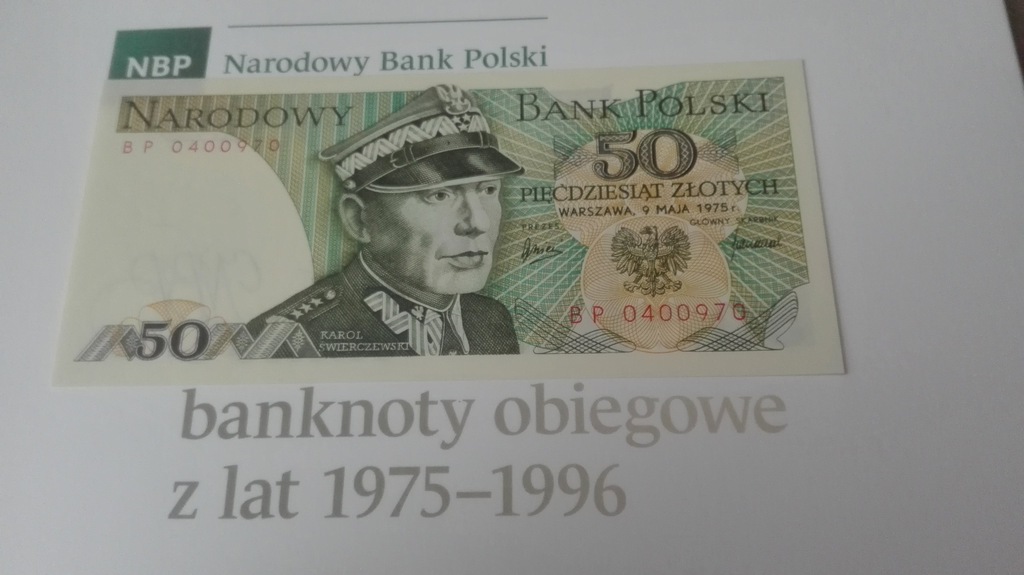 NBP Narodowy Bank Polski
NARODOWY BANK POLSKI
BP 0400970
50
PIĘĆDZIESIĄT ZŁOTYCH
WARSZAWA, 9 MAJA 1975 r.
PREZES GŁÓWNY SKARBNIK
BP 0400970
50
KAROL
ŚWIERCZEWSKI
banknoty obiegowe
z lat 1975–1996